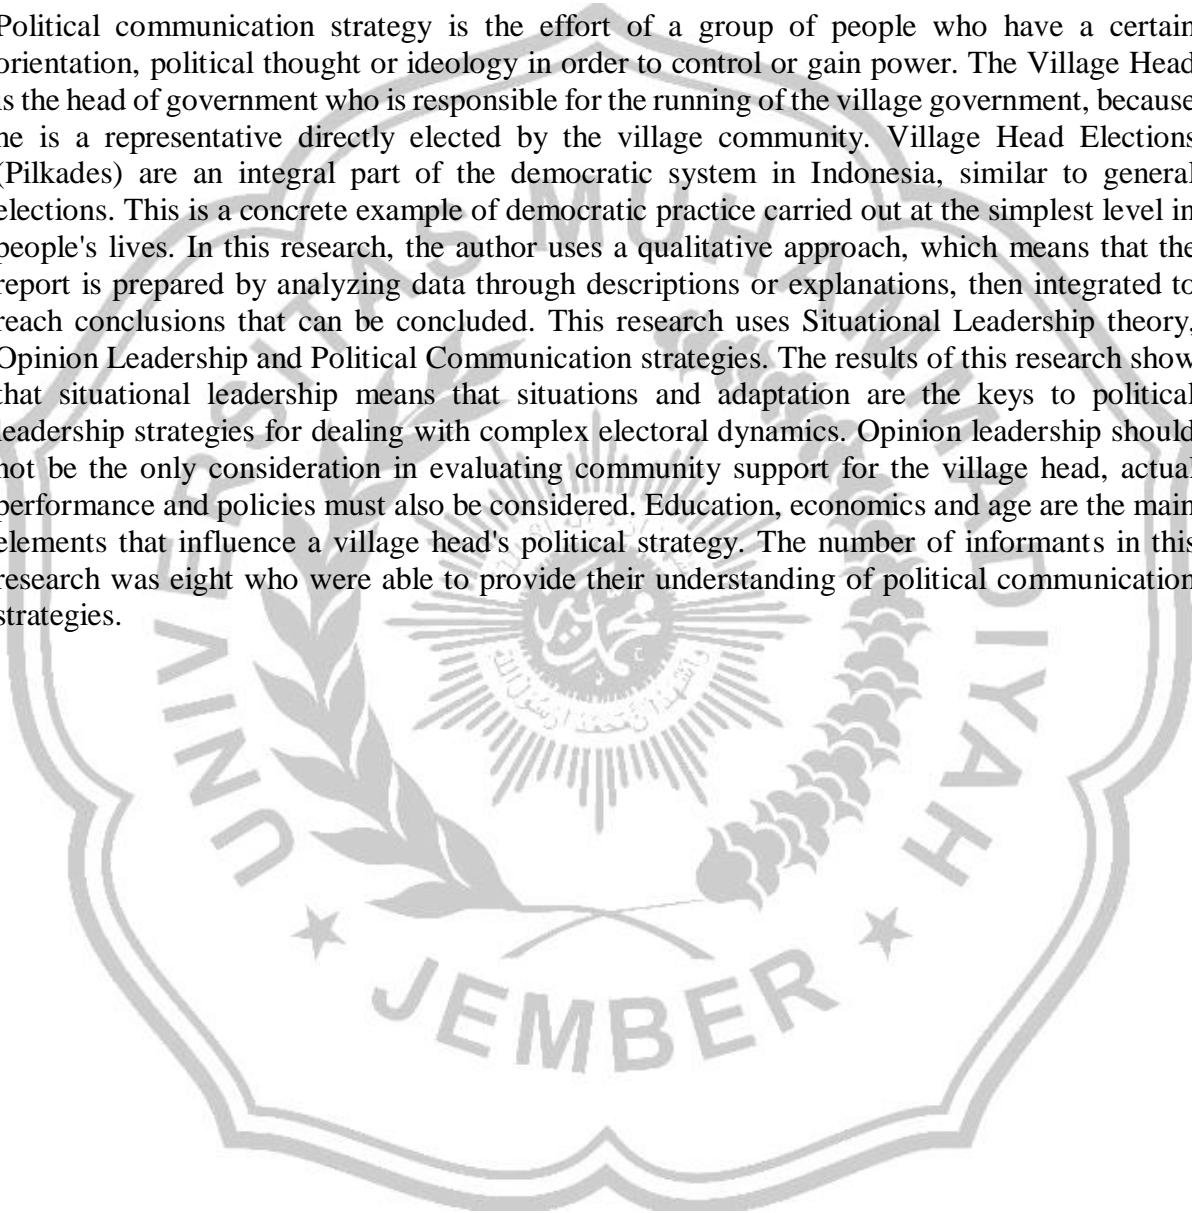 Political communication strategy is the effort of a group of people who have a certain
orientation, political thought or ideology in order to control or gain power. The Village Head
is the head of government who is responsible for the running of the village government, because
he is a representative directly elected by the village community. Village Head Elections
(Pilkades) are an integral part of the democratic system in Indonesia, similar to general
elections. This is a concrete example of democratic practice carried out at the simplest level in
people's lives. In this research, the author uses a qualitative approach, which means that the
report is prepared by analyzing data through descriptions or explanations, then integrated to
reach conclusions that can be concluded. This research uses Situational Leadership theory,
Opinion Leadership and Political Communication strategies. The results of this research show
that situational leadership means that situations and adaptation are the keys to political
leadership strategies for dealing with complex electoral dynamics. Opinion leadership should
not be the only consideration in evaluating community support for the village head, actual
performance and policies must also be considered. Education, economics and age are the main
elements that influence a village head's political strategy. The number of informants in this
research was eight who were able to provide their understanding of political communication
strategies.
UNIVERSITAS MUHAMMADIYAH
JEMBER